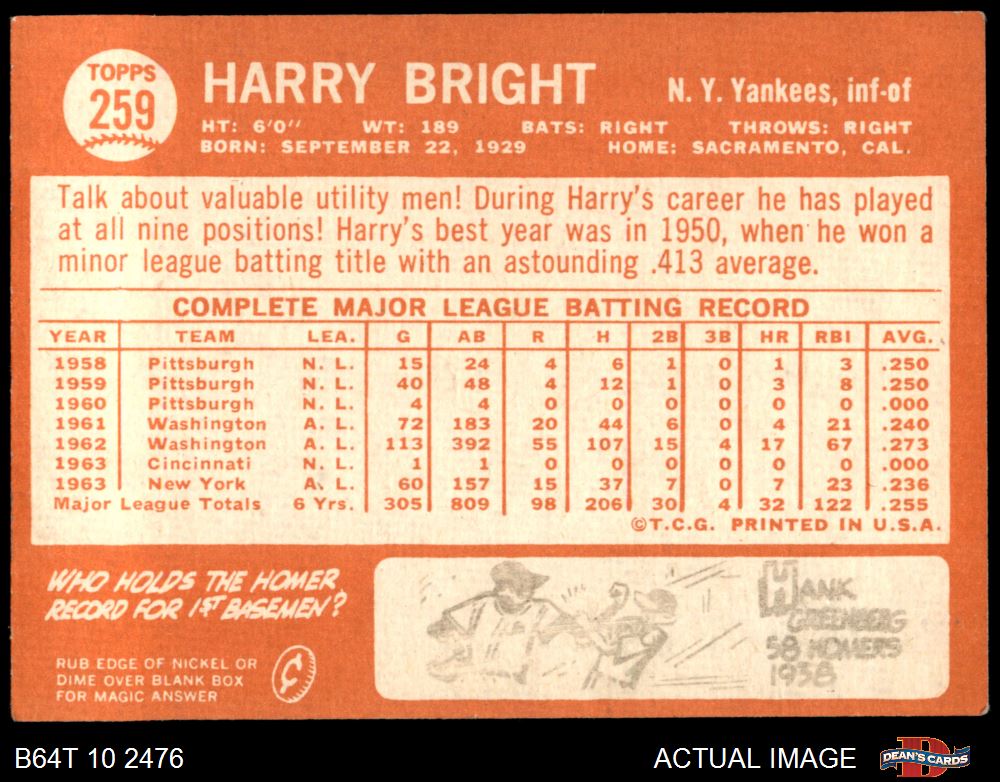 TOPPS
259
HARRY BRIGHT
N. Y. Yankees, inf-of
HT: 6'0" WT: 189 BATS: RIGHT THROWS: RIGHT
BORN: SEPTEMBER 22, 1929 HOME: SACRAMENTO, CAL.
Talk about valuable utility men! During Harry's career he has played
at all nine positions! Harry's best year was in 1950, when he won a
minor league batting title with an astounding .413 average.
COMPLETE MAJOR LEAGUE BATTING RECORD
YEAR TEAM LEA. G AB R H 2B 3B HR RBI AVG.
1958 Pittsburgh N. L. 15 24 4 6 1 0 1 3 .250
1959 Pittsburgh N. L. 40 48 4 12 1 0 3 8 .250
1960 Pittsburgh N. L. 4 4 0 0 0 0 0 0 .000
1961 Washington A. L. 72 183 20 44 6 0 4 21 .240
1962 Washington A. L. 113 392 55 107 15 4 17 67 .273
1963 Cincinnati N. L. 1 1 0 0 0 0 0 0 .000
1963 New York A. L. 60 157 15 37 7 0 7 23 .236
Major League Totals 6 Yrs. 305 809 98 206 30 4 32 122 .255
©T.C.G. PRINTED IN U.S.A.
WHO HOLDS THE HOMER
RECORD FOR 1ST BASEMEN?
RUB EDGE OF NICKEL OR
DIME OVER BLANK BOX
FOR MAGIC ANSWER
¢
HANK
GREENBERG
58 HOMERS
1938
B64T 10 2476
ACTUAL IMAGE
D
DEAN'S CARDS